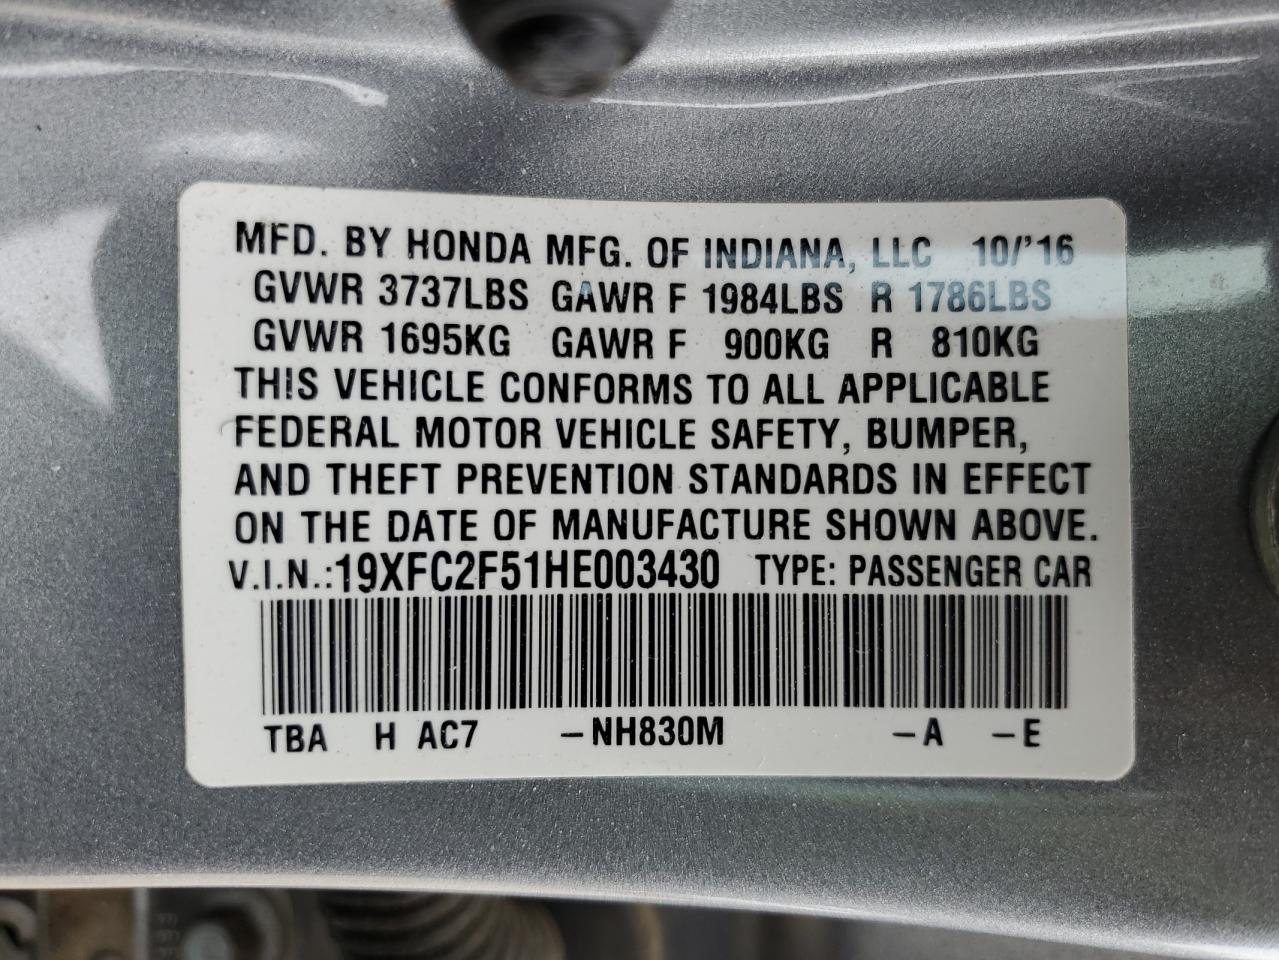 MFD. BY HONDA MFG. OF INDIANA, LLC 10/'16
GVWR 3737LBS GAWR F 1984LBS R 1786LBS
GVWR 1695KG GAWR F 900KG R 810KG
THIS VEHICLE CONFORMS TO ALL APPLICABLE
FEDERAL MOTOR VEHICLE SAFETY, BUMPER,
AND THEFT PREVENTION STANDARDS IN EFFECT
ON THE DATE OF MANUFACTURE SHOWN ABOVE.
V.I.N.:19XFC2F51HE003430 TYPE: PASSENGER CAR
TBA H AC7 –NH830M –A –E